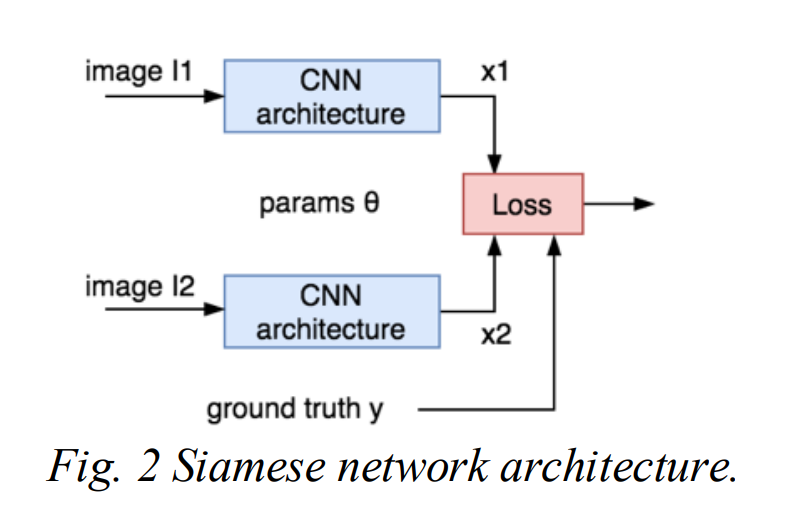 image I1
CNN
architecture
x1
params θ
Loss
image I2
CNN
architecture
x2
ground truth y
Fig. 2 Siamese network architecture.